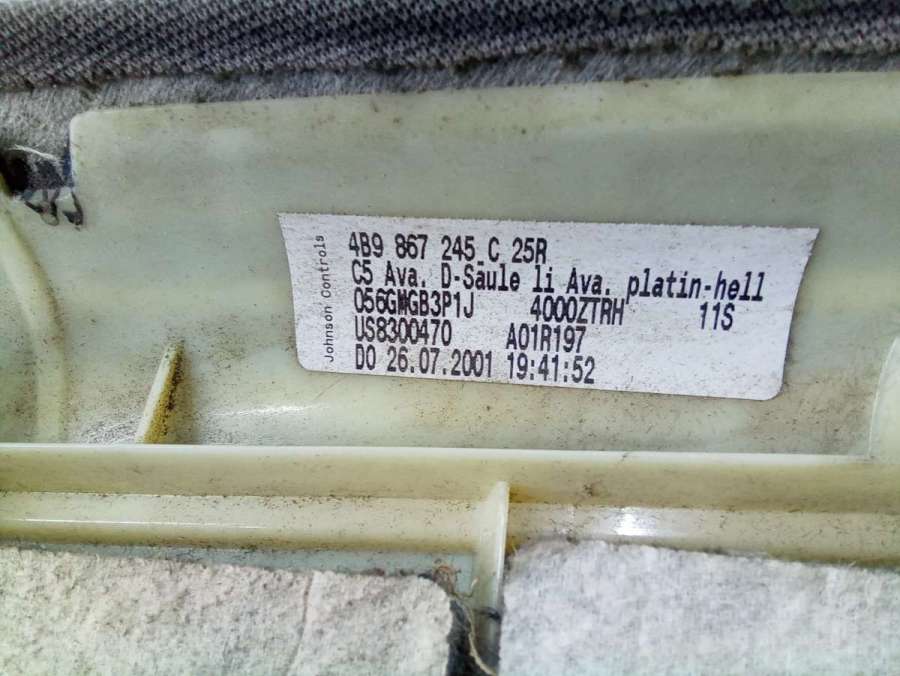 Johnson Controls
4B9 867 245 C 25R
C5 Ava. D-Säule li Ava. platin-hell
056GMGB3P1J 4000ZTRH 11S
US8300470 A01R197
DO 26.07.2001 19:41:52